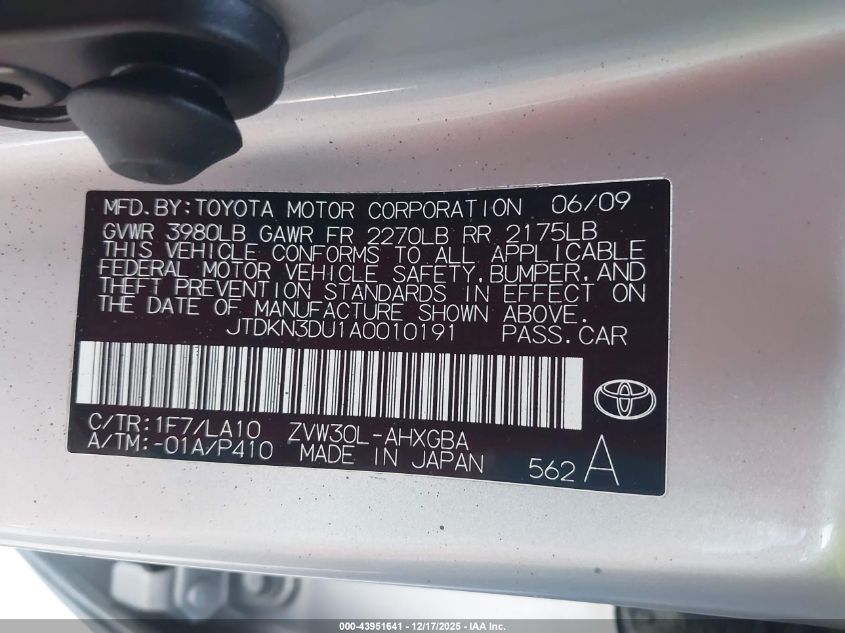 MFD.BY:TOYOTA MOTOR CORPORATION 06/09
GVWR 3980LB GAWR FR 2270LB RR 2175LB
THIS VEHICLE CONFORMS TO ALL APPLICABLE
FEDERAL MOTOR VEHICLE SAFETY,BUMPER,AND
THEFT PREVENTION STANDARDS IN EFFECT ON
THE DATE OF MANUFACTURE SHOWN ABOVE.
JTDKN3DU1A0010191 PASS.CAR
C/TR:1F7/LA10 ZVW30L-AHXGBA
A/TM:-01A/P410 MADE IN JAPAN
562 A
000-43951641 - 12/17/2025 - IAA Inc.